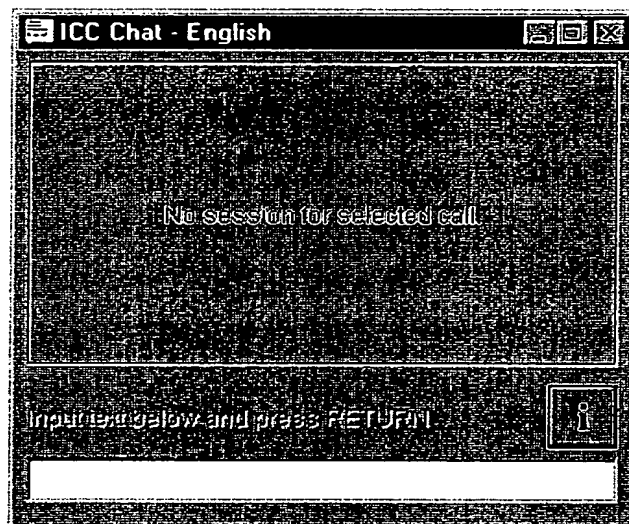 ICC Chat - English
No session for selected call
Input text below and press RETURN.
i